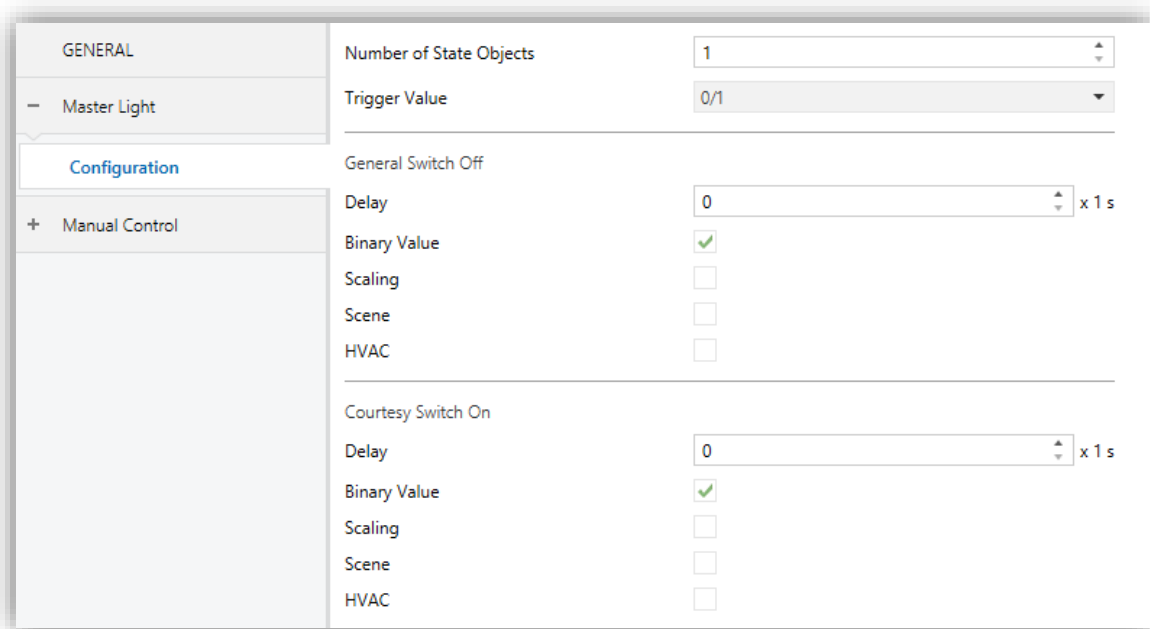 GENERAL
Master Light
Configuration
Manual Control
Number of State Objects 1
Trigger Value 0/1
General Switch Off
Delay 0 x 1 s
Binary Value
Scaling
Scene
HVAC
Courtesy Switch On
Delay 0 x 1 s
Binary Value
Scaling
Scene
HVAC